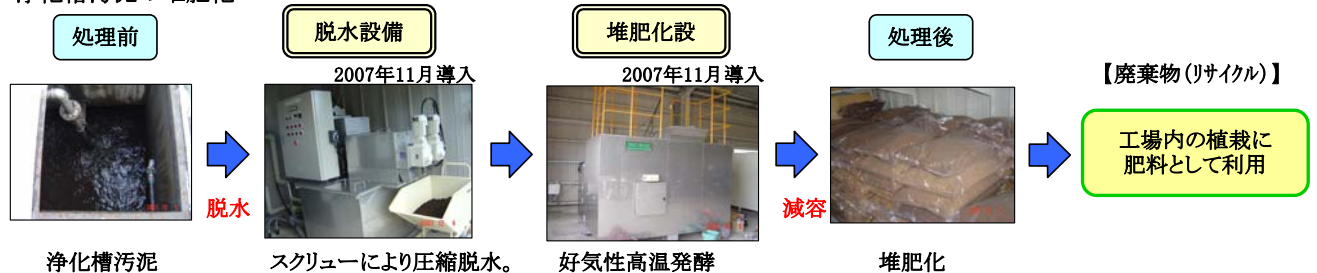 処理前
脱水設備
堆肥化設
処理後
2007年11月導入
2007年11月導入
【廃棄物（リサイクル）】
脱水
減容
工場内の植栽に
肥料として利用
浄化槽汚泥
スクリューにより圧縮脱水。
好気性高温発酵
堆肥化